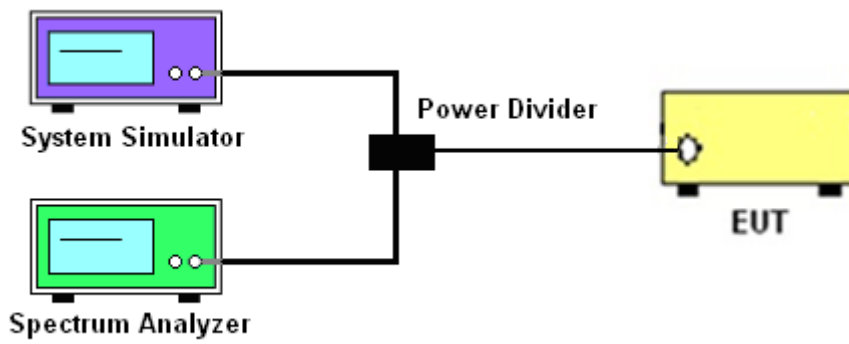 System Simulator
Power Divider
EUT
Spectrum Analyzer